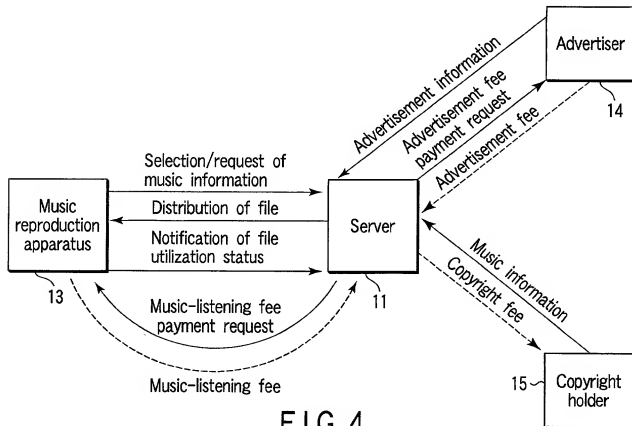 Advertiser
14
Advertisement information
Advertisement fee
payment request
Advertisement fee
Selection/request of
music information
Distribution of file
Notification of file
utilization status
Music
reproduction
apparatus
13
Server
11
Music-listening fee
payment request
Music-listening fee
Music information
Copyright fee
15
Copyright
holder
FIG.4